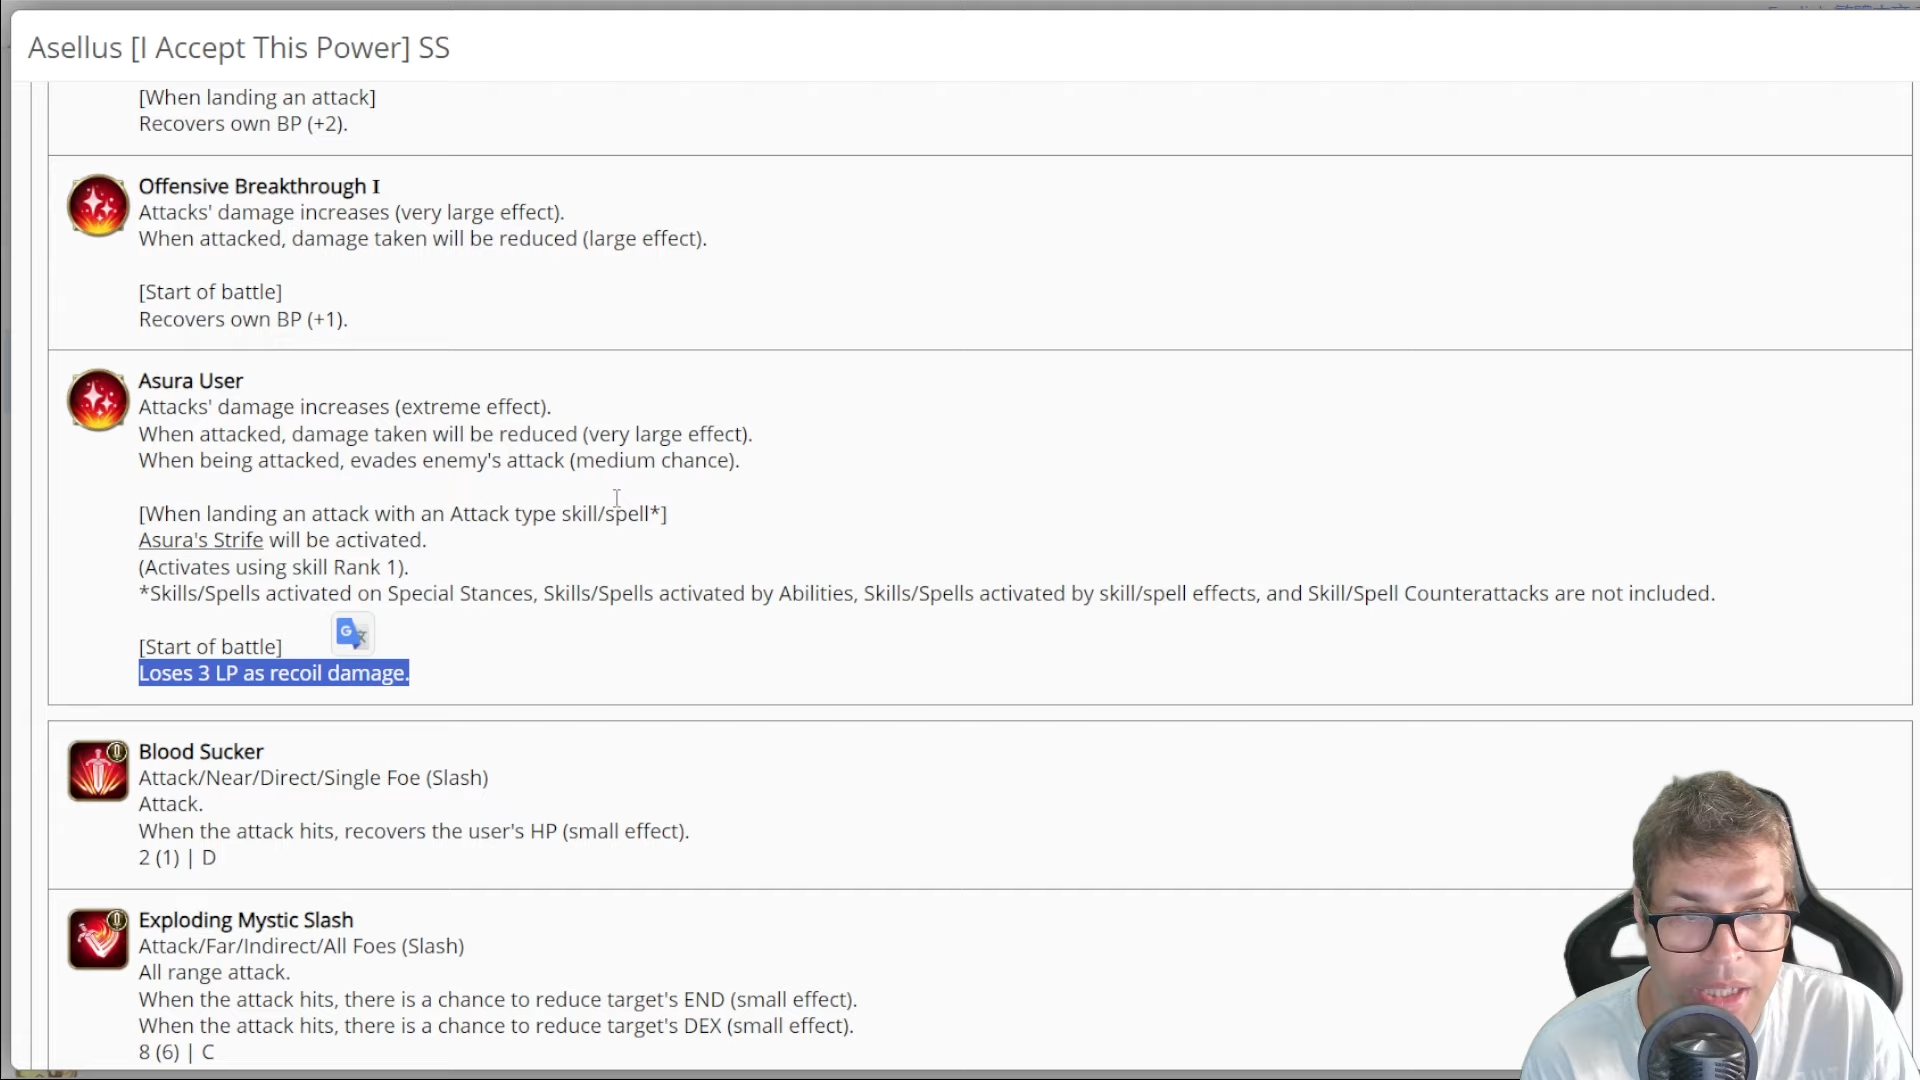 Asellus [I Accept This Power] SS
[When landing an attack]
Recovers own BP (+2).
Offensive Breakthrough I
Attacks' damage increases (very large effect).
When attacked, damage taken will be reduced (large effect).
[Start of battle]
Recovers own BP (+1).
Asura User
Attacks' damage increases (extreme effect).
When attacked, damage taken will be reduced (very large effect).
When being attacked, evades enemy's attack (medium chance).
[When landing an attack with an Attack type skill/spell*]
Asura's Strife will be activated.
(Activates using skill Rank 1).
*Skills/Spells activated on Special Stances, Skills/Spells activated by Abilities, Skills/Spells activated by skill/spell effects, and Skill/Spell Counterattacks are not included.
[Start of battle]
Loses 3 LP as recoil damage.
Blood Sucker
Attack/Near/Direct/Single Foe (Slash)
Attack.
When the attack hits, recovers the user's HP (small effect).
2 (1) | D
Exploding Mystic Slash
Attack/Far/Indirect/All Foes (Slash)
All range attack.
When the attack hits, there is a chance to reduce target's END (small effect).
When the attack hits, there is a chance to reduce target's DEX (small effect).
8 (6) | C